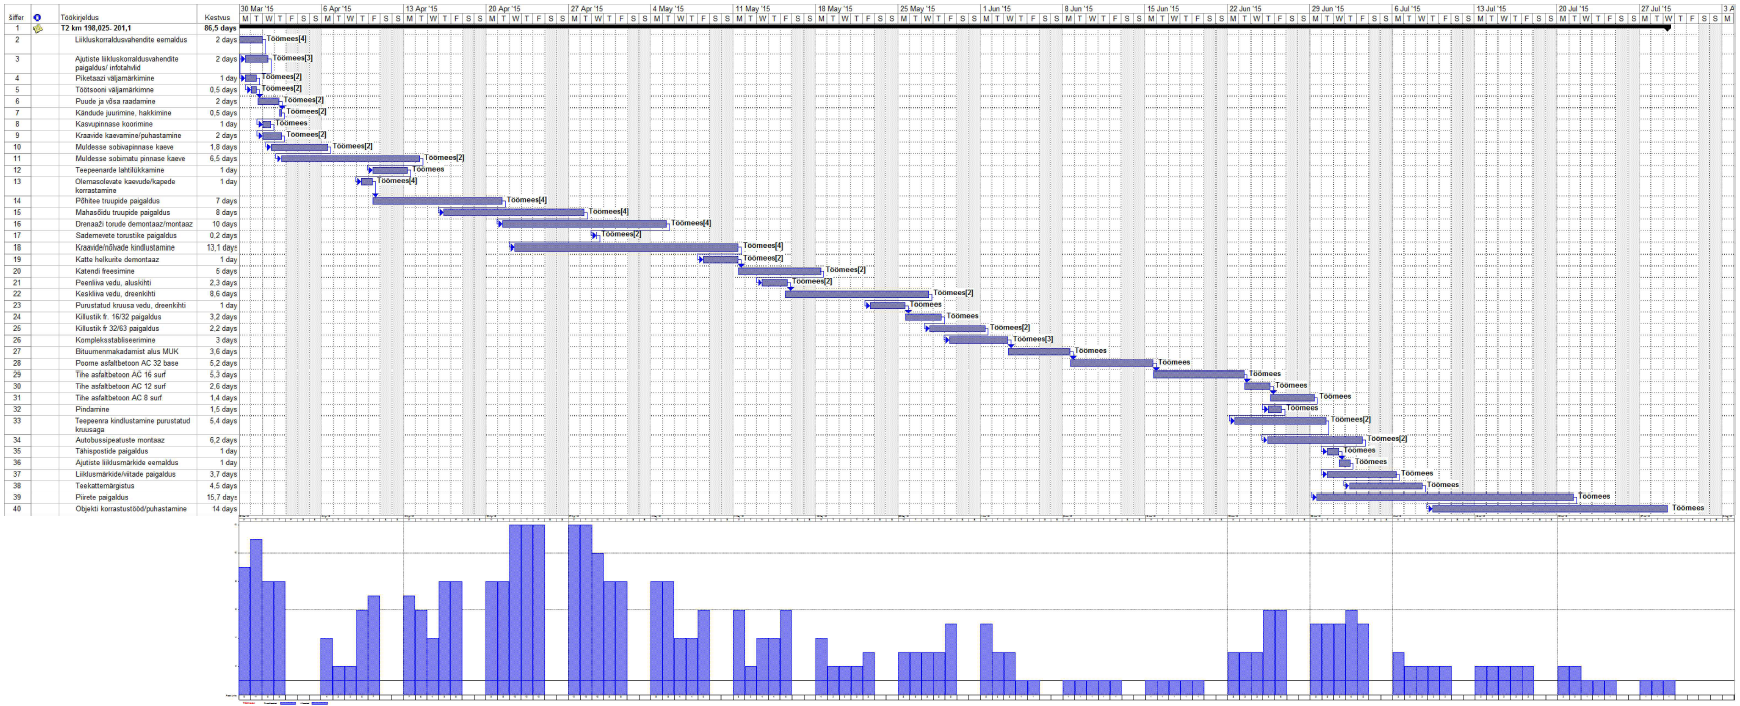 30 Mar '15 6 Apr '15 13 Apr '15 20 Apr '15 27 Apr '15 4 May '15 11 May '15 18 May '15 25 May '15 1 Jun '15 8 Jun '15 15 Jun '15 22 Jun '15 29 Jun '15 6 Jul '15 13 Jul '15 20 Jul '15 27 Jul '15 3 A
šiffer Töökirjeldus Kestvus M T W T F S S M T W T F S S M T W T F S S M T W T F S S M T W T F S S M T W T F S S M T W T F S S M T W T F S S M T W T F S S M T W T F S S M T W T F S S M T W T F S S M T W T F S S M T W T F S S M T W T F S S M T W T F S S M T W T F S S M T W T F S S M
1 T2 km 198,025- 201,1 86,5 days
2 Liikluskorraldusvahendite eemaldus 2 days Töömees[4]
3 Ajutiste liikluskorraldusvahendite 2 days Töömees[3]
paigaldus/ infotahvlid
4 Piketaazi väljamärkimine 1 day Töömees[2]
5 Töötsooni väljamärkimne 0,5 days Töömees[2]
6 Puude ja võsa raadamine 2 days Töömees[2]
7 Kändude juurimine, hakkimine 0,5 days Töömees[2]
8 Kasvupinnase koorimine 1 day Töömees
9 Kraavide kaevamine/puhastamine 2 days Töömees[2]
10 Muldesse sobivapinnase kaeve 1,8 days Töömees[2]
11 Muldesse sobimatu pinnase kaeve 6,5 days Töömees[2]
12 Teepeenarde lahtilükkamine 1 day Töömees
13 Olemasolevate kaevude/kapede 1 day Töömees[4]
korrastamine
14 Põhitee truupide paigaldus 7 days Töömees[4]
15 Mahasõidu truupide paigaldus 8 days Töömees[4]
16 Drenaaži torude demontaaz/montaaz 10 days Töömees[4]
17 Sademevete torustike paigaldus 0,2 days Töömees[2]
18 Kraavide/nõlvade kindlustamine 13,1 days Töömees[4]
19 Katte helkurite demontaaz 1 day Töömees[2]
20 Katendi freesimine 5 days Töömees[2]
21 Peenliiva vedu, aluskihti 2,3 days Töömees[2]
22 Keskliiva vedu, dreenkihti 8,6 days Töömees[2]
23 Purustatud kruusa vedu, dreenkihti 1 day Töömees
24 Killustik fr. 16/32 paigaldus 3,2 days Töömees
25 Killustik fr 32/63 paigaldus 2,2 days Töömees[2]
26 Kompleksstabliseerimine 3 days Töömees[3]
27 Bituumenmakadamist alus MUK 3,6 days Töömees
28 Poorne asfaltbetoon AC 32 base 5,2 days Töömees
29 Tihe asfaltbetoon AC 16 surf 5,3 days Töömees
30 Tihe asfaltbetoon AC 12 surf 2,6 days Töömees
31 Tihe asfaltbetoon AC 8 surf 1,4 days Töömees
32 Pindamine 1,5 days Töömees
33 Teepeenra kindlustamine purustatud 5,4 days Töömees[2]
kruusaga
34 Autobussipeatuste montaaz 6,2 days Töömees[2]
35 Tähispostide paigaldus 1 day Töömees
36 Ajutiste liiklusmärkide eemaldus 1 day Töömees
37 Liiklusmärkide/viitade paigaldus 3,7 days Töömees
38 Teekattemärgistus 4,5 days Töömees
39 Piirete paigaldus 15,7 days Töömees
40 Objekti korrastustööd/puhastamine 14 days Töömees